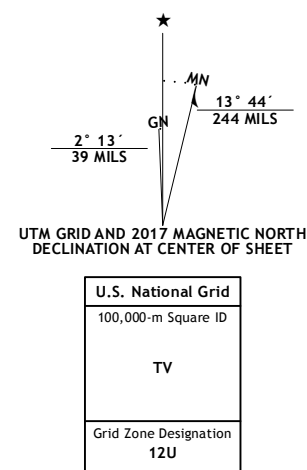 ★
MN
GN
13° 44´
244 MILS
2° 13´
39 MILS
UTM GRID AND 2017 MAGNETIC NORTH
DECLINATION AT CENTER OF SHEET
U.S. National Grid
100,000-m Square ID
TV
Grid Zone Designation
12U